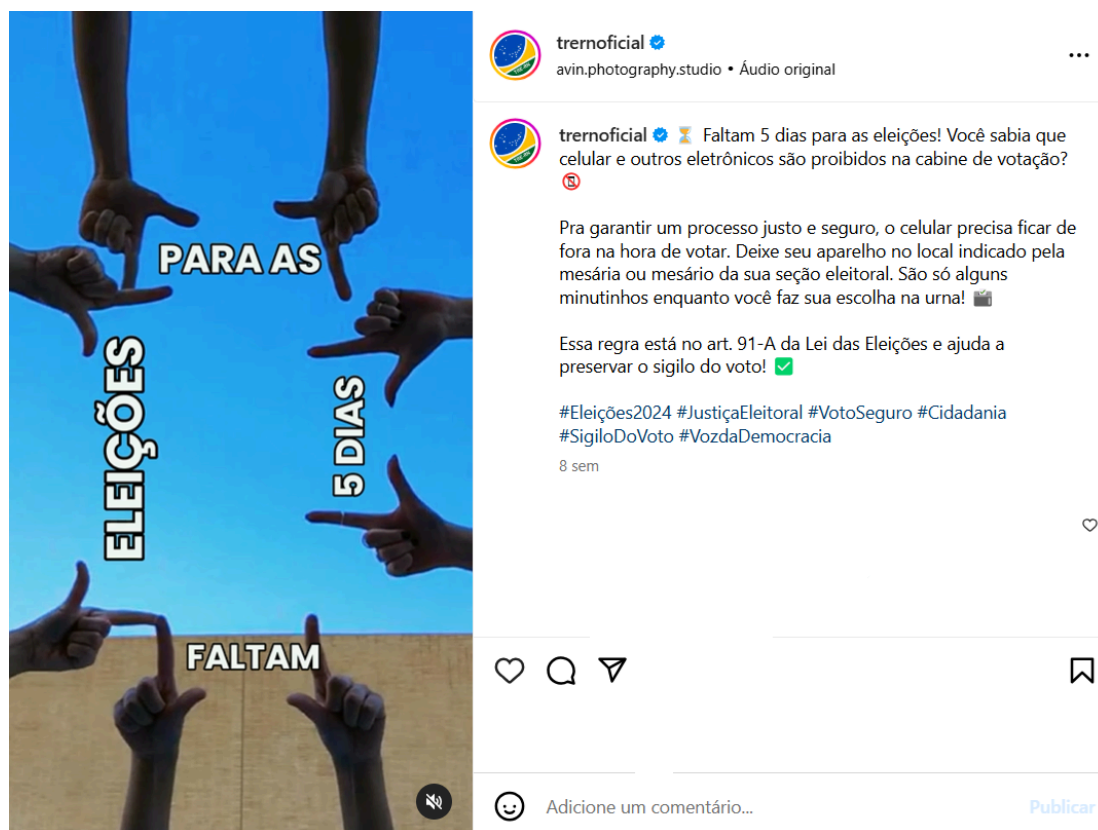 PARA AS
ELEIÇÕES
5 DIAS
FALTAM
trernoficial
avin.photography.studio • Áudio original
trernoficial ⏳ Faltam 5 dias para as eleições! Você sabia que
celular e outros eletrônicos são proibidos na cabine de votação?
📵
Pra garantir um processo justo e seguro, o celular precisa ficar de
fora na hora de votar. Deixe seu aparelho no local indicado pela
mesária ou mesário da sua seção eleitoral. São só alguns
minutinhos enquanto você faz sua escolha na urna! 🗳
Essa regra está no art. 91-A da Lei das Eleições e ajuda a
preservar o sigilo do voto! ✅
#Eleições2024 #JustiçaEleitoral #VotoSeguro #Cidadania
#SigiloDoVoto #VozdaDemocracia
8 sem
Adicione um comentário...
Publicar